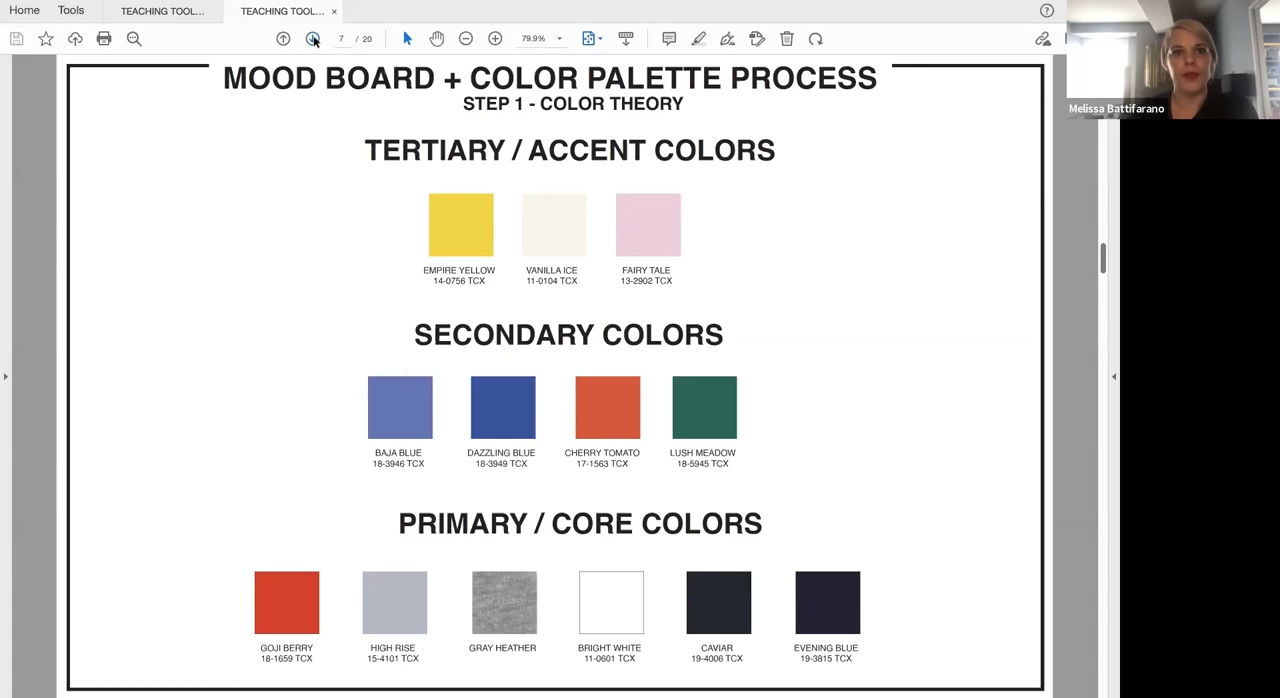 Home Tools TEACHING TOOL... TEACHING TOOL... ×
7 / 20 79.9%
Melissa Battifarano
MOOD BOARD + COLOR PALETTE PROCESS
STEP 1 - COLOR THEORY
TERTIARY / ACCENT COLORS
EMPIRE YELLOW VANILLA ICE FAIRY TALE
14-0756 TCX 11-0104 TCX 13-2902 TCX
SECONDARY COLORS
BAJA BLUE DAZZLING BLUE CHERRY TOMATO LUSH MEADOW
18-3946 TCX 18-3949 TCX 17-1563 TCX 18-5945 TCX
PRIMARY / CORE COLORS
GOJI BERRY HIGH RISE GRAY HEATHER BRIGHT WHITE CAVIAR EVENING BLUE
18-1659 TCX 15-4101 TCX 11-0601 TCX 19-4006 TCX 19-3815 TCX